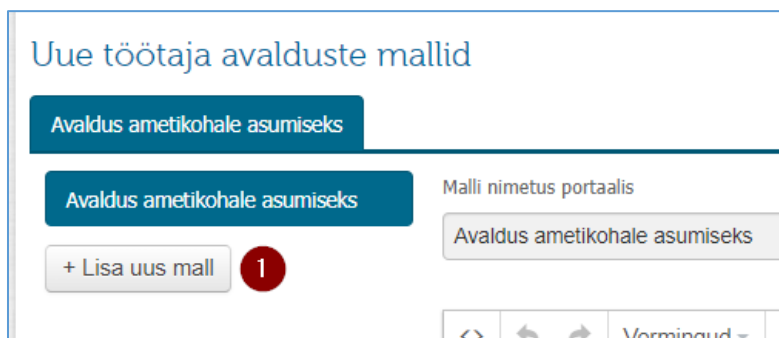 Uue töötaja avalduste mallid
Avaldus ametikohale asumiseks
Avaldus ametikohale asumiseks
Malli nimetus portaalis
Avaldus ametikohale asumiseks
+ Lisa uus mall
1
Vormingud